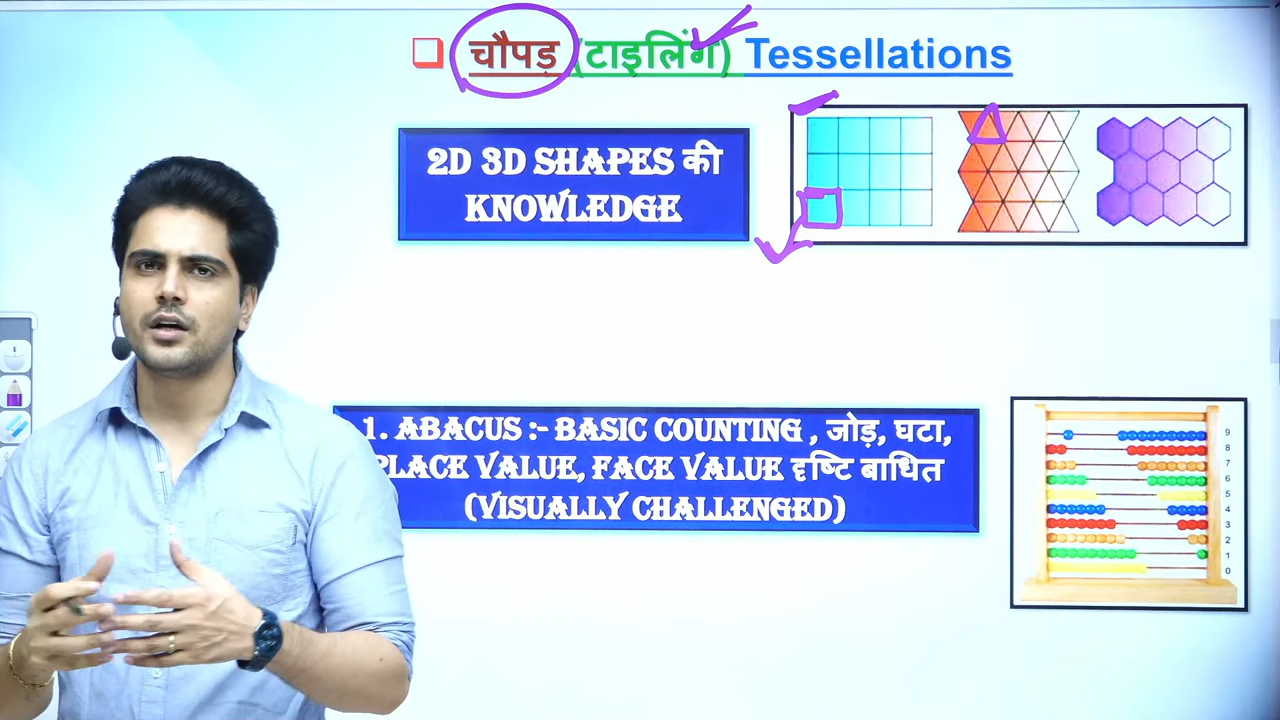 चौपड़ (टाइलिंग) Tessellations
2D 3D SHAPES की
KNOWLEDGE
1. ABACUS :- BASIC COUNTING , जोड़, घटा,
PLACE VALUE, FACE VALUE दृष्टि बाधित
(VISUALLY CHALLENGED)
9
8
7
6
5
4
3
2
1
0